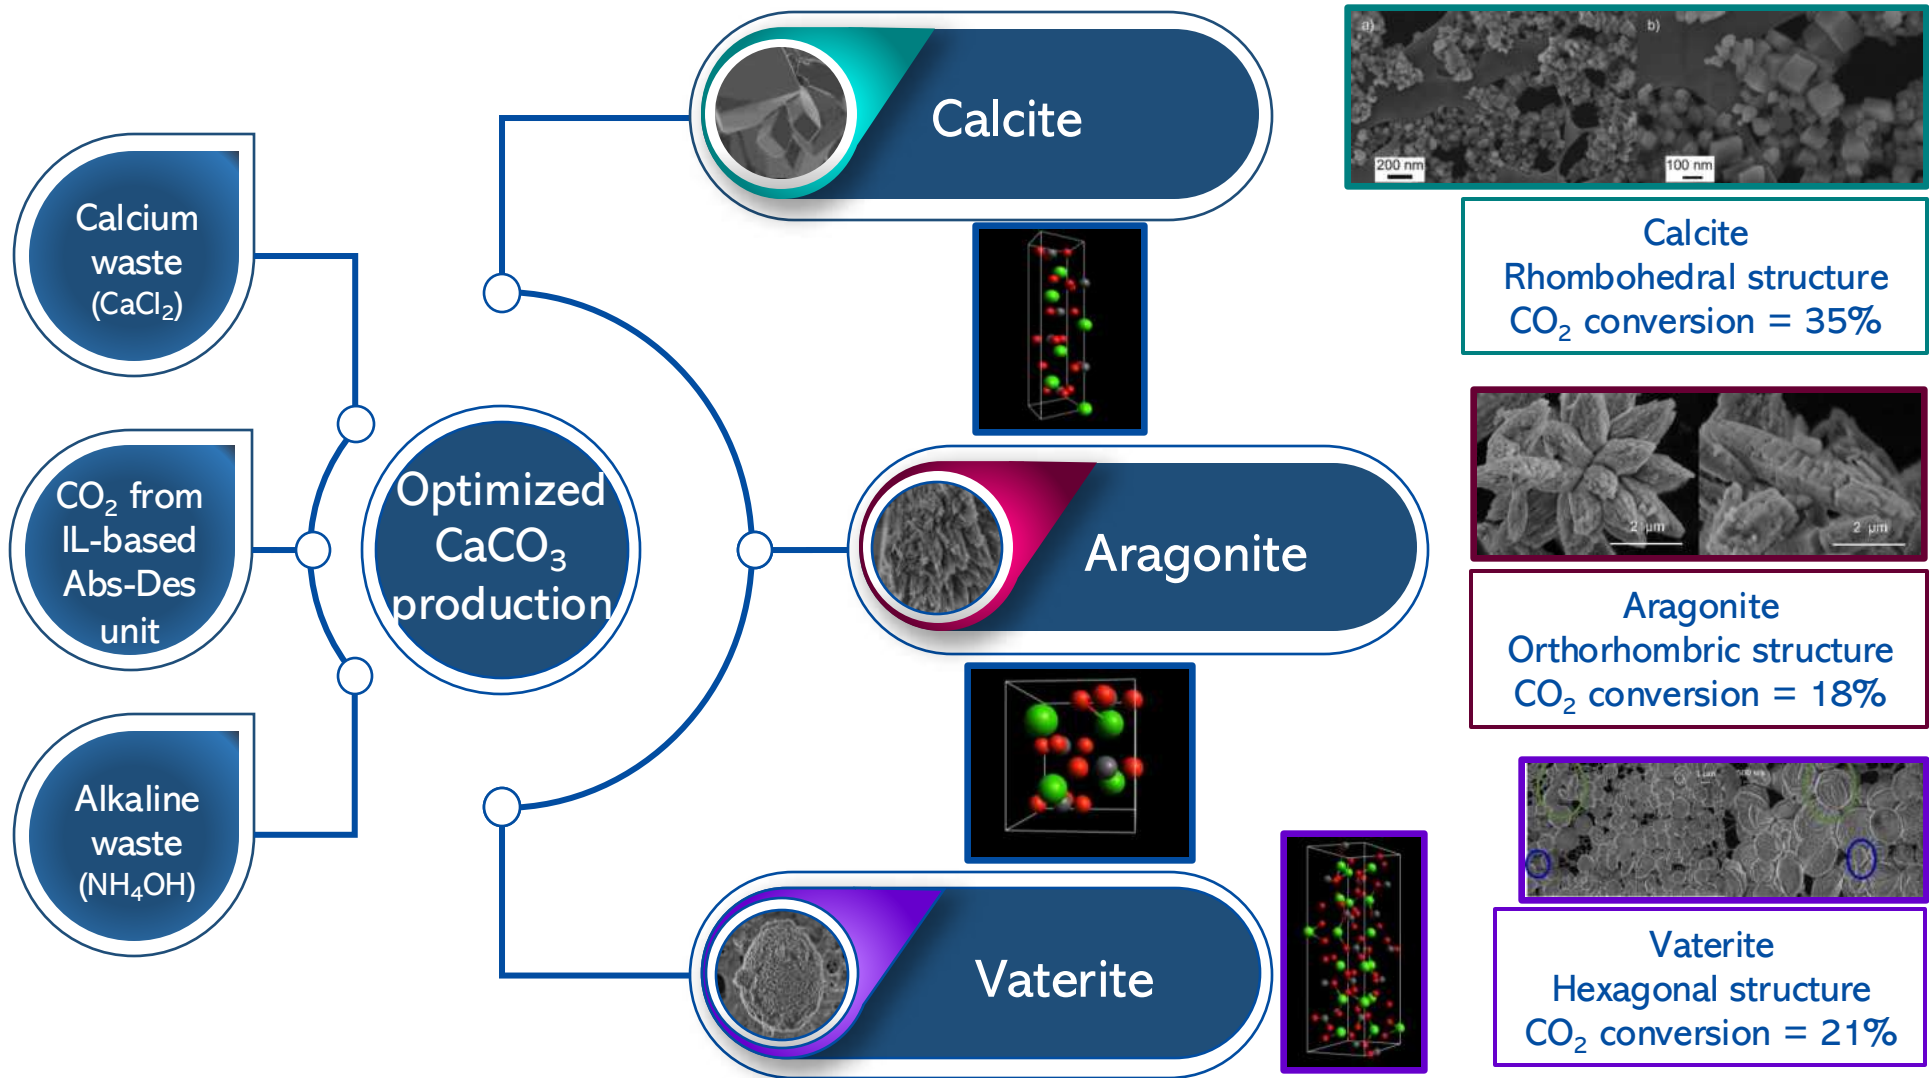 Calcium
waste
(CaCl₂)
CO₂ from
IL-based
Abs-Des
unit
Alkaline
waste
(NH₄OH)
Optimized
CaCO₃
production
Calcite
Aragonite
Vaterite
a)
b)
200 nm
100 nm
Calcite
Rhombohedral structure
CO₂ conversion = 35%
2 µm
2 µm
Aragonite
Orthorhombric structure
CO₂ conversion = 18%
Vaterite
Hexagonal structure
CO₂ conversion = 21%